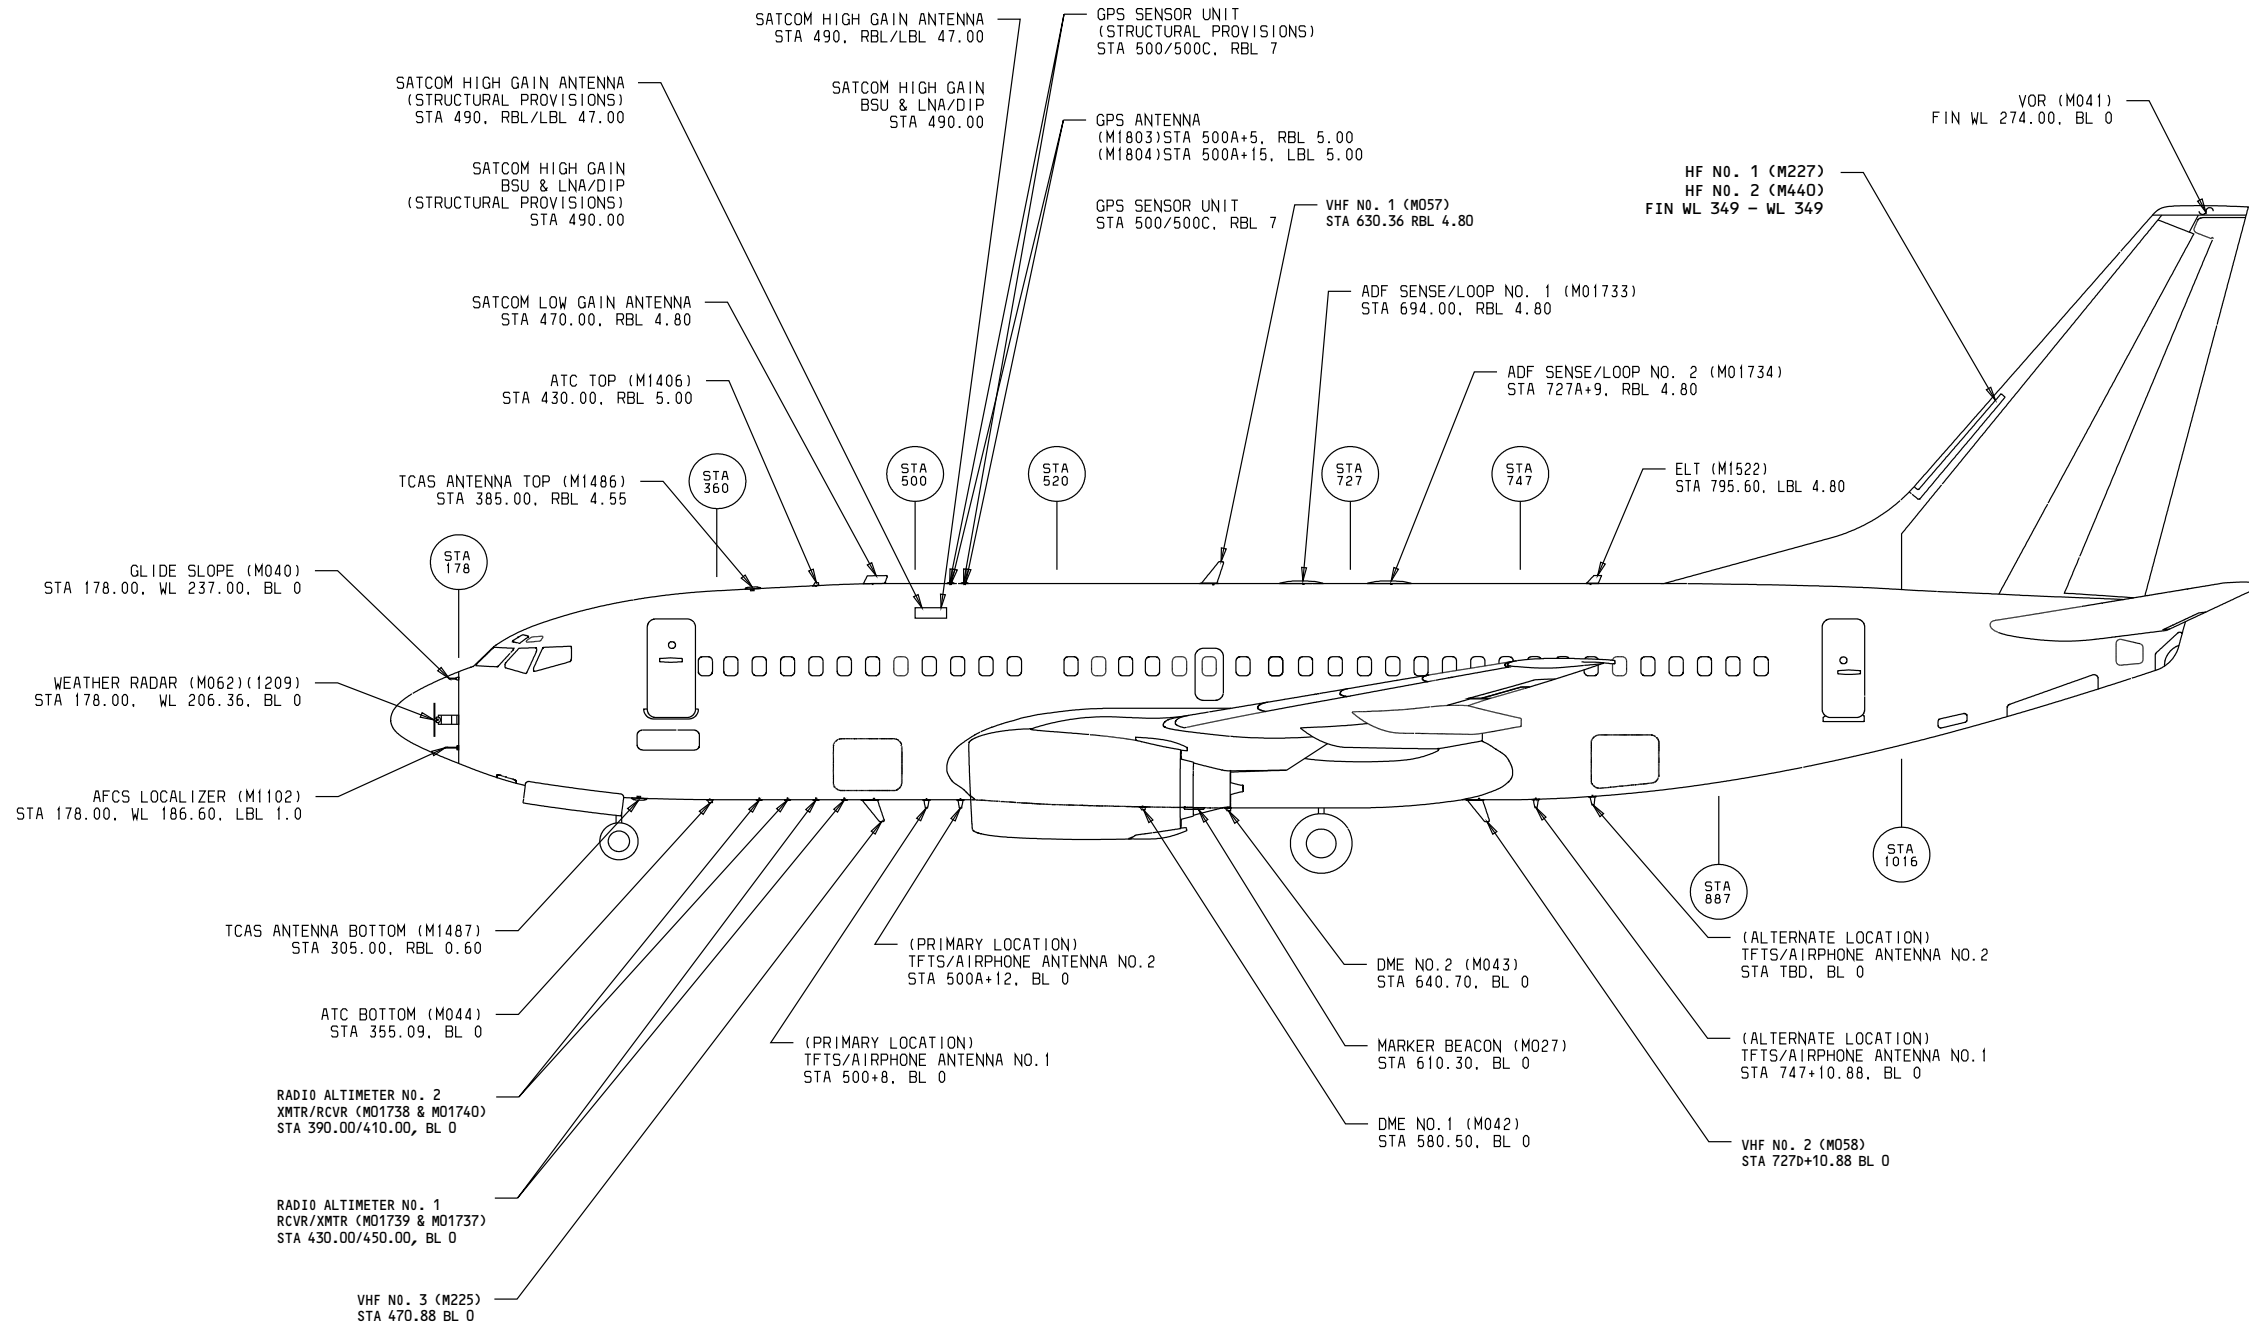 SATCOM HIGH GAIN ANTENNA
STA 490, RBL/LBL 47.00
GPS SENSOR UNIT
(STRUCTURAL PROVISIONS)
STA 500/500C, RBL 7
SATCOM HIGH GAIN ANTENNA
(STRUCTURAL PROVISIONS)
STA 490, RBL/LBL 47.00
SATCOM HIGH GAIN
BSU & LNA/DIP
STA 490.00
GPS ANTENNA
(M1803)STA 500A+5, RBL 5.00
(M1804)STA 500A+15, LBL 5.00
VOR (M041)
FIN WL 274.00, BL 0
SATCOM HIGH GAIN
BSU & LNA/DIP
(STRUCTURAL PROVISIONS)
STA 490.00
GPS SENSOR UNIT
STA 500/500C, RBL 7
VHF NO. 1 (M057)
STA 630.36 RBL 4.80
HF NO. 1 (M227)
HF NO. 2 (M440)
FIN WL 349 - WL 349
SATCOM LOW GAIN ANTENNA
STA 470.00, RBL 4.80
ADF SENSE/LOOP NO. 1 (M01733)
STA 694.00, RBL 4.80
ATC TOP (M1406)
STA 430.00, RBL 5.00
ADF SENSE/LOOP NO. 2 (M01734)
STA 727A+9, RBL 4.80
TCAS ANTENNA TOP (M1486)
STA 385.00, RBL 4.55
STA
360
STA
500
STA
520
STA
727
STA
747
ELT (M1522)
STA 795.60, LBL 4.80
STA
178
GLIDE SLOPE (M040)
STA 178.00, WL 237.00, BL 0
WEATHER RADAR (M062)(1209)
STA 178.00, WL 206.36, BL 0
AFCS LOCALIZER (M1102)
STA 178.00, WL 186.60, LBL 1.0
STA
1016
STA
887
TCAS ANTENNA BOTTOM (M1487)
STA 305.00, RBL 0.60
(PRIMARY LOCATION)
TFTS/AIRPHONE ANTENNA NO.2
STA 500A+12, BL 0
DME NO.2 (M043)
STA 640.70, BL 0
(ALTERNATE LOCATION)
TFTS/AIRPHONE ANTENNA NO.2
STA TBD, BL 0
ATC BOTTOM (M044)
STA 355.09, BL 0
(PRIMARY LOCATION)
TFTS/AIRPHONE ANTENNA NO.1
STA 500+8, BL 0
MARKER BEACON (M027)
STA 610.30, BL 0
(ALTERNATE LOCATION)
TFTS/AIRPHONE ANTENNA NO.1
STA 747+10.88, BL 0
RADIO ALTIMETER NO. 2
XMTR/RCVR (M01738 & M01740)
STA 390.00/410.00, BL 0
DME NO.1 (M042)
STA 580.50, BL 0
VHF NO. 2 (M058)
STA 727D+10.88 BL 0
RADIO ALTIMETER NO. 1
RCVR/XMTR (M01739 & M01737)
STA 430.00/450.00, BL 0
VHF NO. 3 (M225)
STA 470.88 BL 0